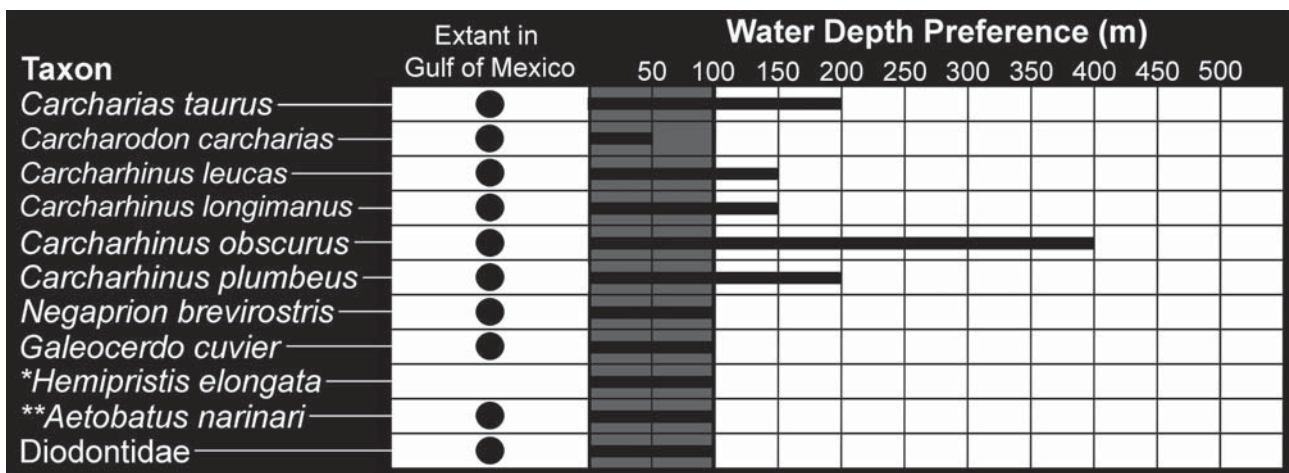 Extant in
Gulf of Mexico
Water Depth Preference (m)
Taxon
50 100 150 200 250 300 350 400 450 500
Carcharias taurus
Carcharodon carcharias
Carcharhinus leucas
Carcharhinus longimanus
Carcharhinus obscurus
Carcharhinus plumbeus
Negaprion brevirostris
Galeocerdo cuvier
*Hemipristis elongata
**Aetobatus narinari
Diodontidae